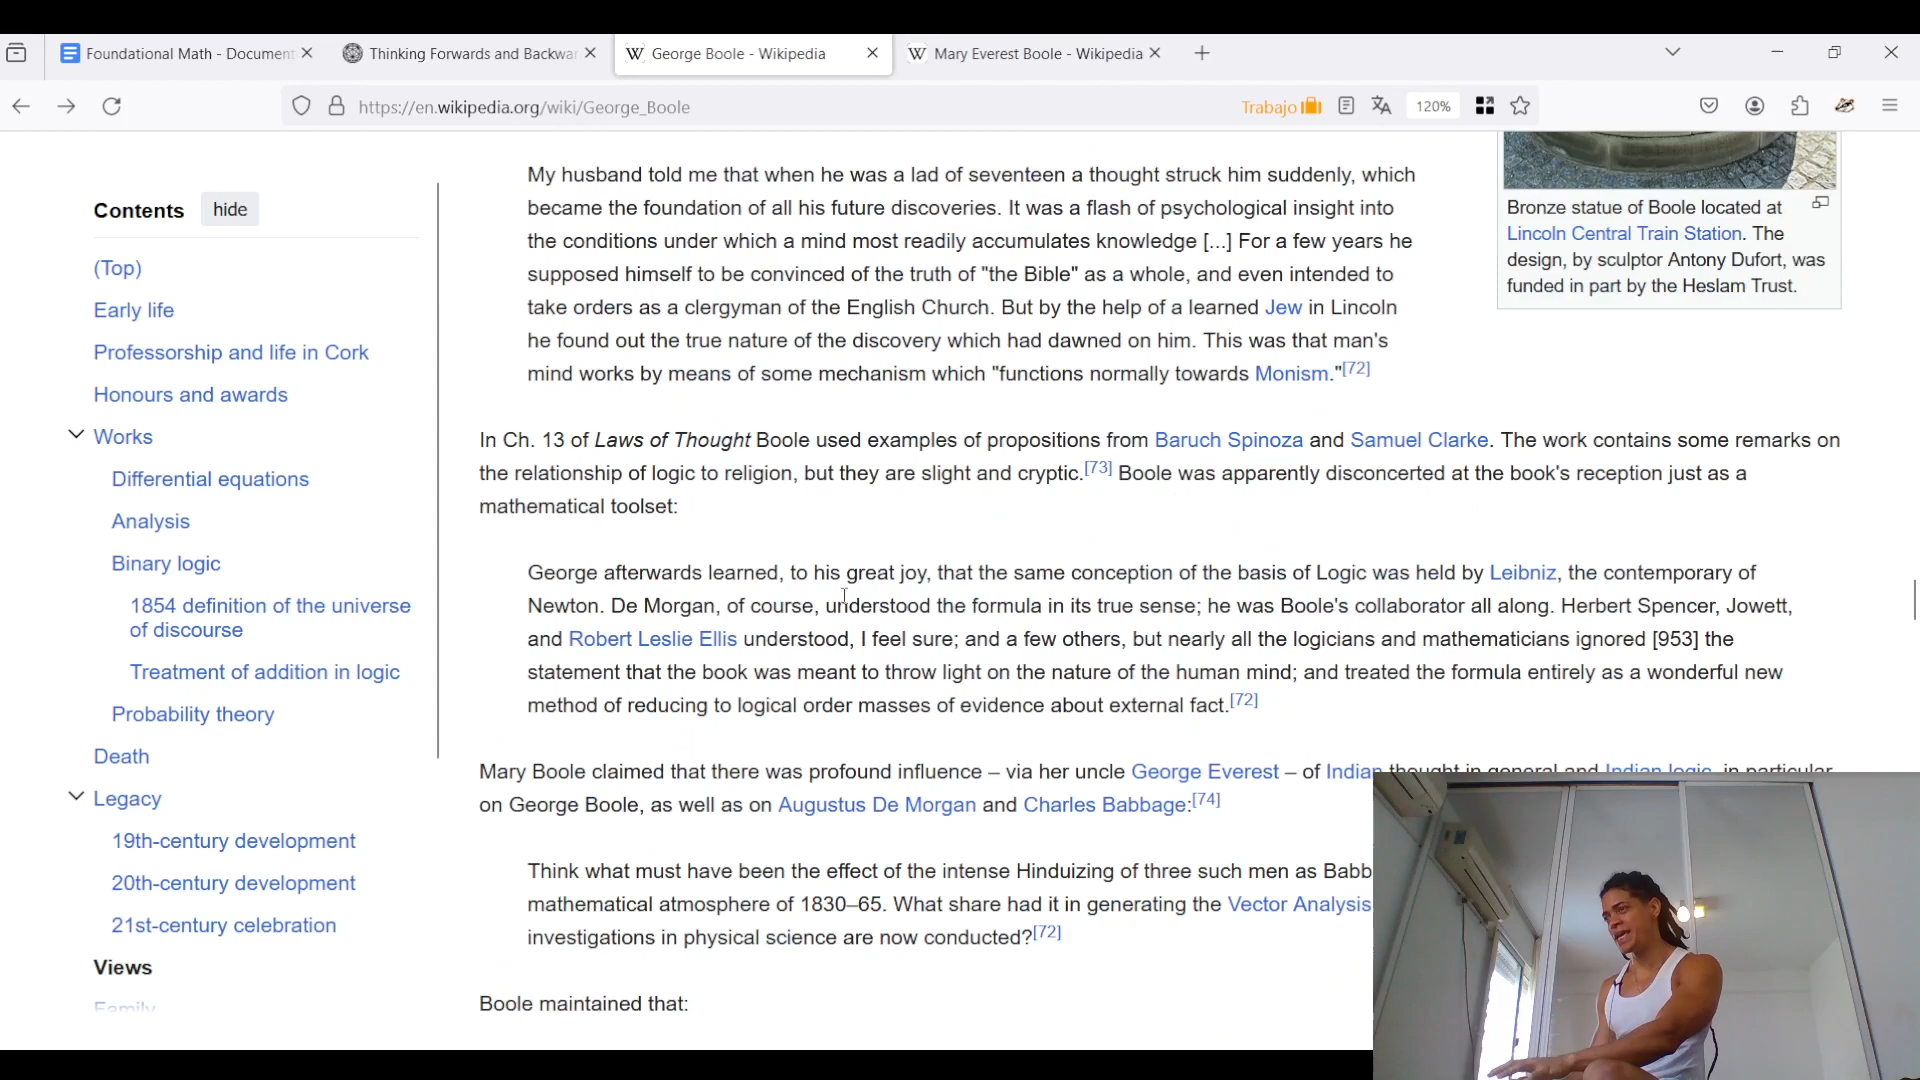 Foundational Math - Document
Thinking Forwards and Backwar
George Boole - Wikipedia
Mary Everest Boole - Wikipedia
https://en.wikipedia.org/wiki/George_Boole
Trabajo
120%
Contents
hide
(Top)
Early life
Professorship and life in Cork
Honours and awards
Works
Differential equations
Analysis
Binary logic
1854 definition of the universe
of discourse
Treatment of addition in logic
Probability theory
Death
Legacy
19th-century development
20th-century development
21st-century celebration
Views
Family
My husband told me that when he was a lad of seventeen a thought struck him suddenly, which
became the foundation of all his future discoveries. It was a flash of psychological insight into
the conditions under which a mind most readily accumulates knowledge [...] For a few years he
supposed himself to be convinced of the truth of "the Bible" as a whole, and even intended to
take orders as a clergyman of the English Church. But by the help of a learned Jew in Lincoln
he found out the true nature of the discovery which had dawned on him. This was that man's
mind works by means of some mechanism which "functions normally towards Monism."[72]
Bronze statue of Boole located at
Lincoln Central Train Station. The
design, by sculptor Antony Dufort, was
funded in part by the Heslam Trust.
In Ch. 13 of Laws of Thought Boole used examples of propositions from Baruch Spinoza and Samuel Clarke. The work contains some remarks on
the relationship of logic to religion, but they are slight and cryptic.[73] Boole was apparently disconcerted at the book's reception just as a
mathematical toolset:
George afterwards learned, to his great joy, that the same conception of the basis of Logic was held by Leibniz, the contemporary of
Newton. De Morgan, of course, understood the formula in its true sense; he was Boole's collaborator all along. Herbert Spencer, Jowett,
and Robert Leslie Ellis understood, I feel sure; and a few others, but nearly all the logicians and mathematicians ignored [953] the
statement that the book was meant to throw light on the nature of the human mind; and treated the formula entirely as a wonderful new
method of reducing to logical order masses of evidence about external fact.[72]
Mary Boole claimed that there was profound influence – via her uncle George Everest – of Indian thought in general and Indian logic, in particular,
on George Boole, as well as on Augustus De Morgan and Charles Babbage:[74]
Think what must have been the effect of the intense Hinduizing of three such men as Babb
mathematical atmosphere of 1830–65. What share had it in generating the Vector Analysis
investigations in physical science are now conducted?[72]
Boole maintained that: